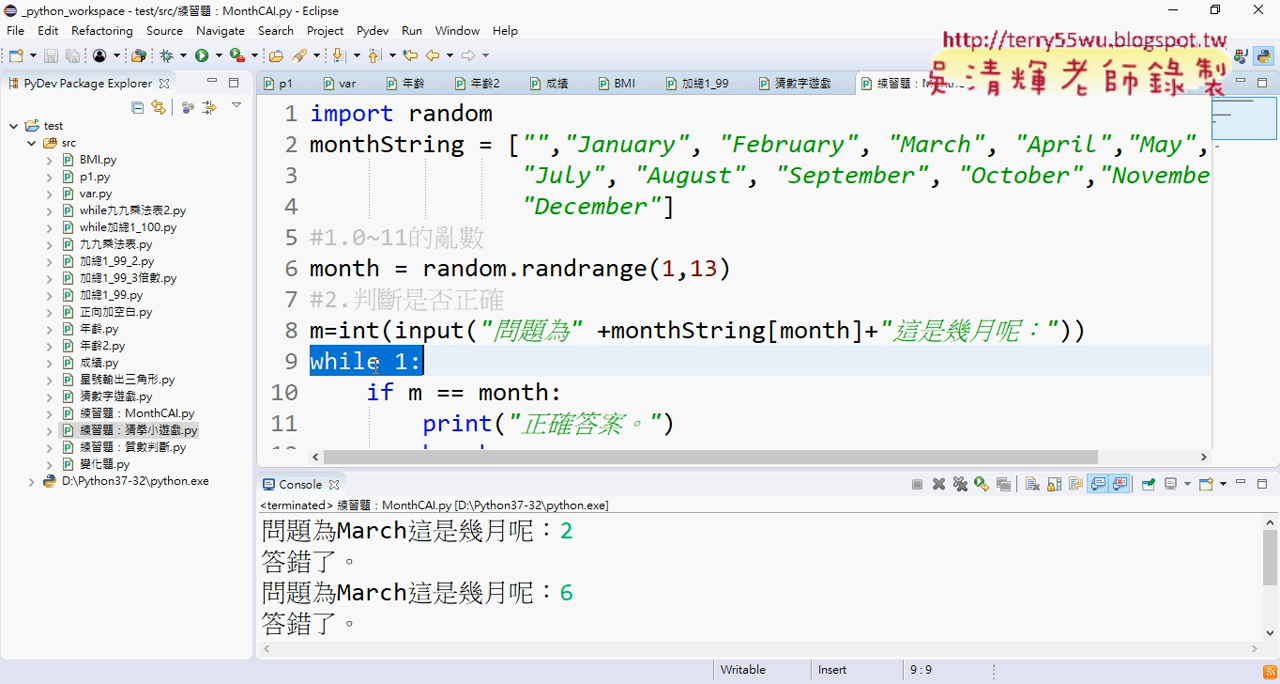 _python_workspace - test/src/練習題：MonthCAI.py - Eclipse
File Edit Refactoring Source Navigate Search Project Pydev Run Window Help
http://terry55wu.blogspot.tw
吳清輝老師錄製
PyDev Package Explorer
p1 var 年齡 年齡2 成績 BMI 加總1_99 猜數字遊戲
test
src
BMI.py
p1.py
var.py
while九九乘法表2.py
while加總1_100.py
九九乘法表.py
加總1_99_2.py
加總1_99_3倍數.py
加總1_99.py
正向加空白.py
年齡.py
年齡2.py
成績.py
星號輸出三角形.py
猜數字遊戲.py
練習題：MonthCAI.py
練習題：猜拳小遊戲.py
練習題：質數判斷.py
變化題.py
D:\Python37-32\python.exe
1 import random
2 monthString = ["","January", "February", "March", "April","May",
3 "July", "August", "September", "October","Novembe
4 "December"]
5 #1.0~11的亂數
6 month = random.randrange(1,13)
7 #2.判斷是否正確
8 m=int(input("問題為" +monthString[month]+"這是幾月呢："))
9 while 1:
10 if m == month:
11 print("正確答案。")
Console
<terminated> 練習題：MonthCAI.py [D:\Python37-32\python.exe]
問題為March這是幾月呢：2
答錯了。
問題為March這是幾月呢：6
答錯了。
Writable Insert 9 : 9